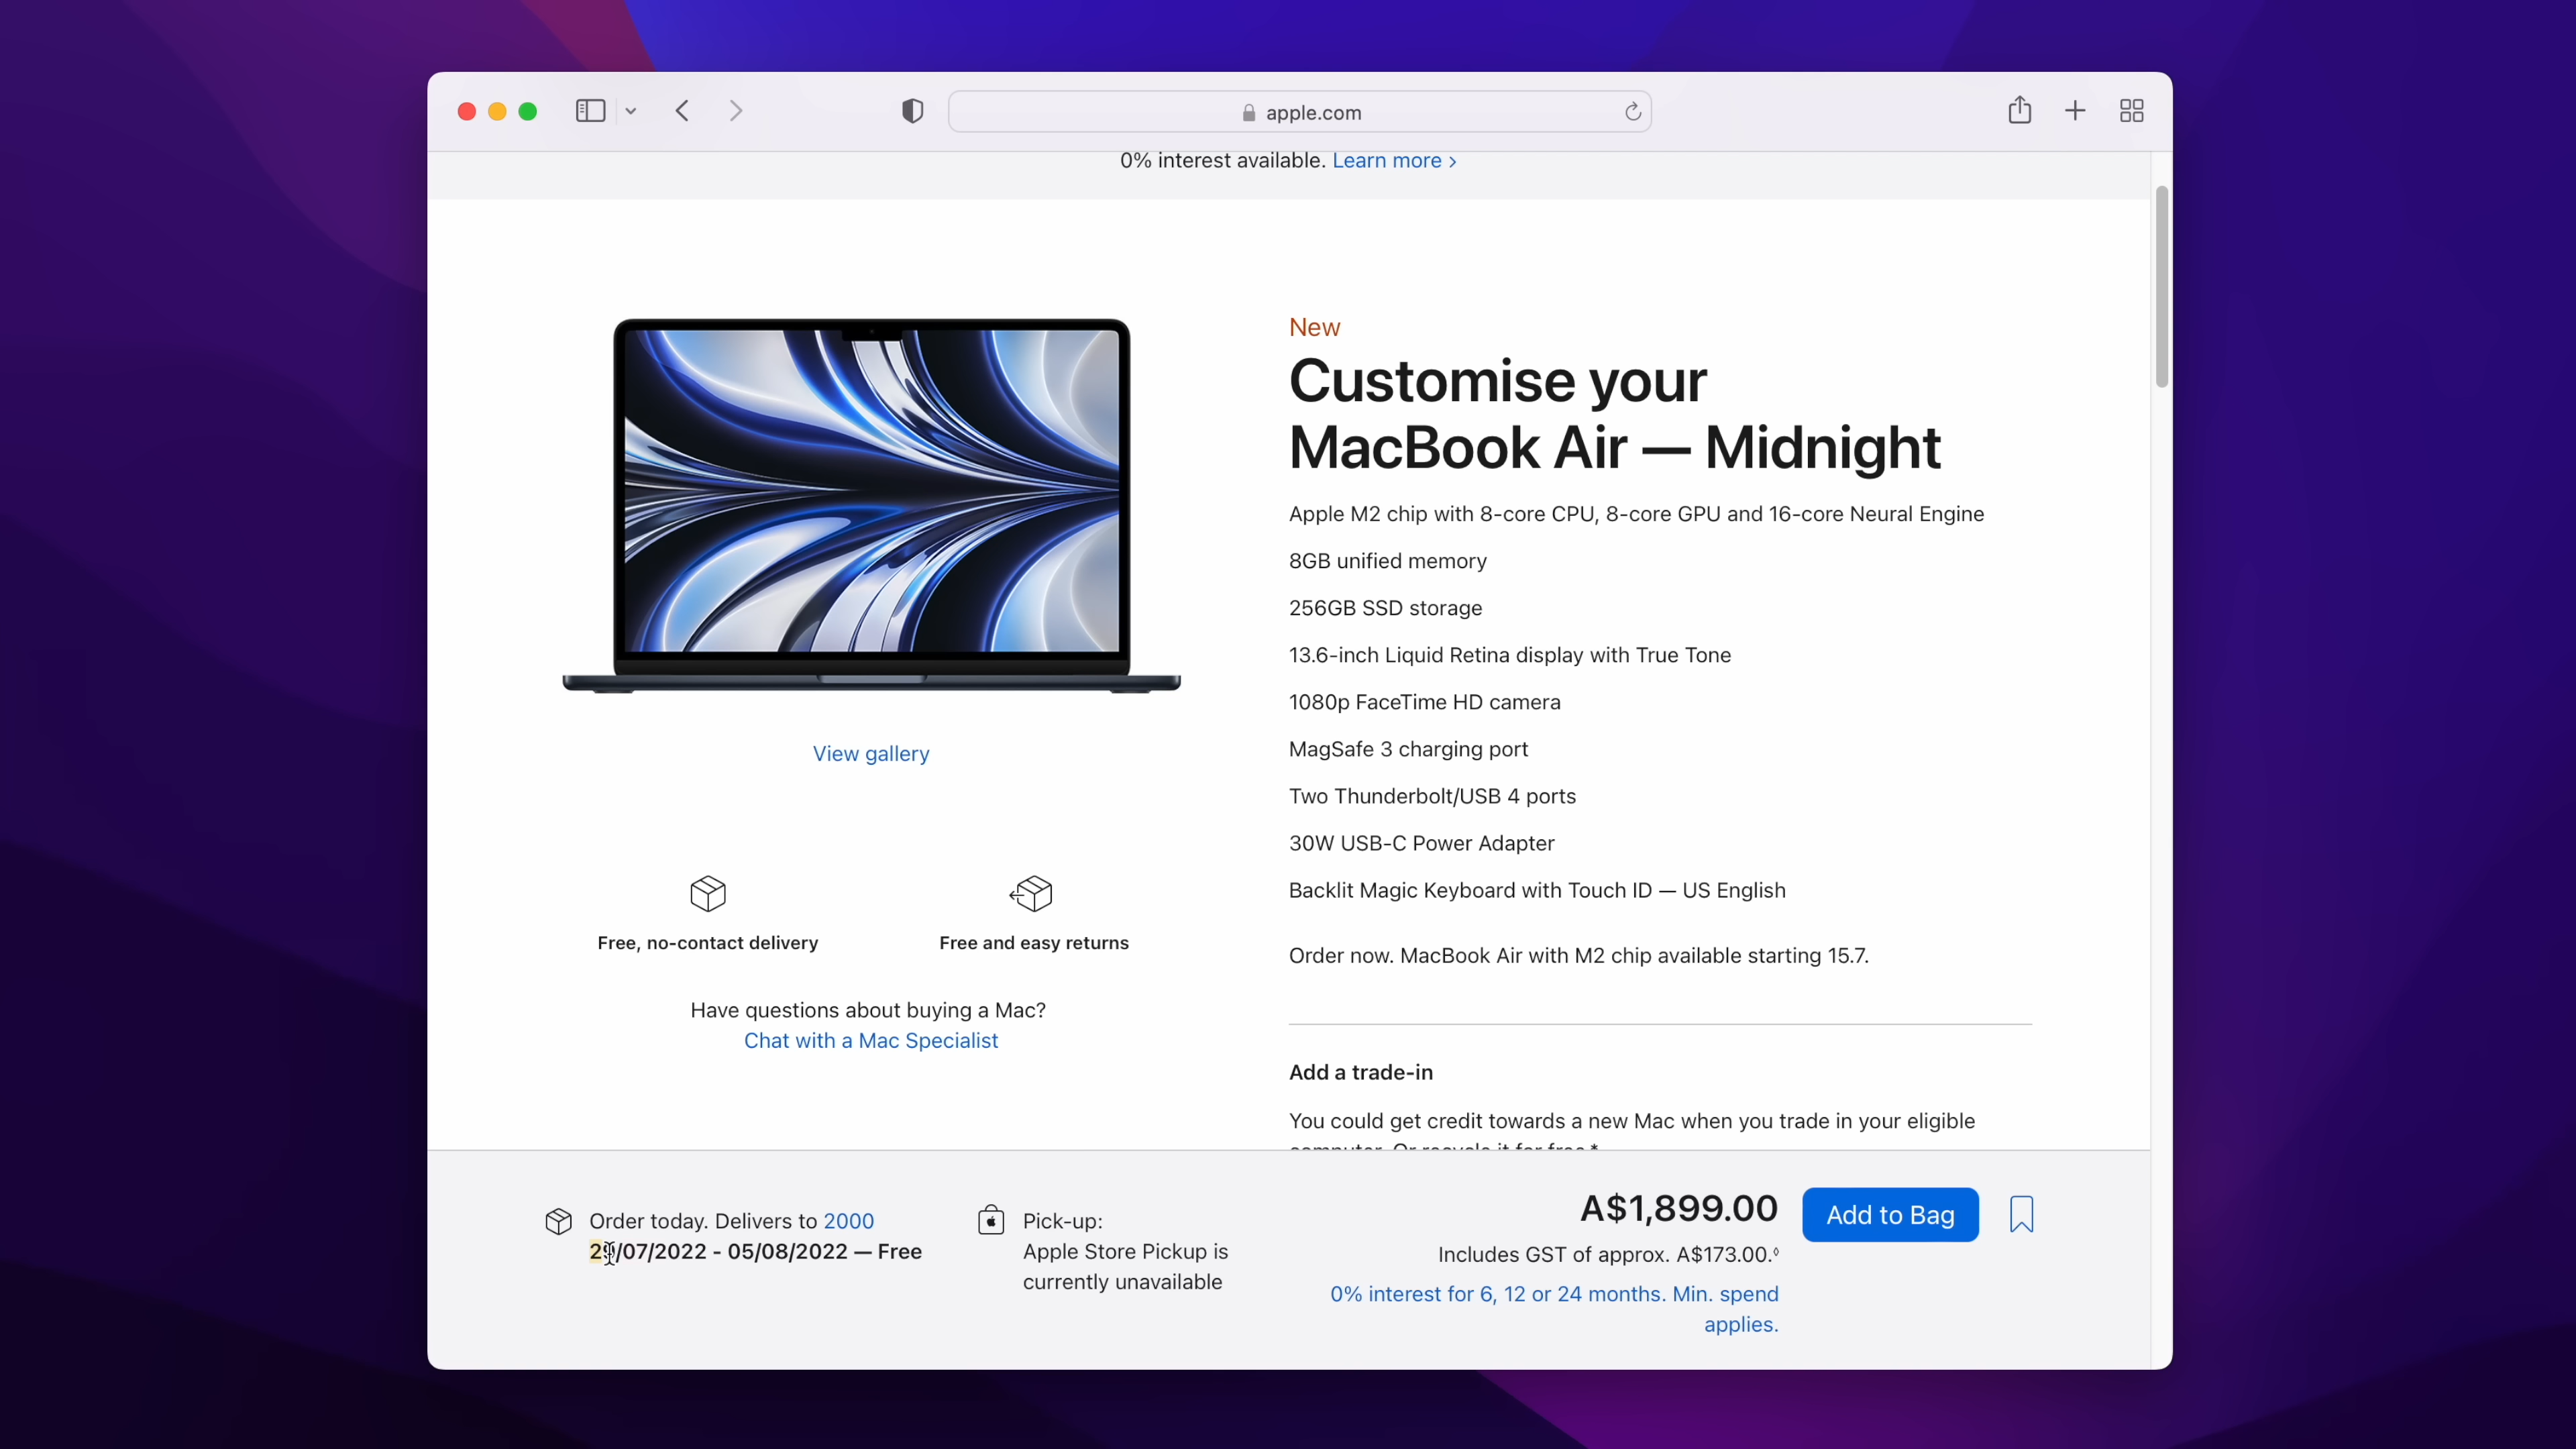 apple.com
0% interest available. Learn more >
New
Customise your
MacBook Air — Midnight
Apple M2 chip with 8-core CPU, 8-core GPU and 16-core Neural Engine
8GB unified memory
256GB SSD storage
13.6-inch Liquid Retina display with True Tone
1080p FaceTime HD camera
MagSafe 3 charging port
Two Thunderbolt/USB 4 ports
30W USB-C Power Adapter
Backlit Magic Keyboard with Touch ID — US English
Order now. MacBook Air with M2 chip available starting 15.7.
View gallery
Free, no-contact delivery
Free and easy returns
Have questions about buying a Mac?
Chat with a Mac Specialist
Add a trade-in
You could get credit towards a new Mac when you trade in your eligible
computer. Or recycle it for free.*
Order today. Delivers to 2000
29/07/2022 - 05/08/2022 — Free
Pick-up:
Apple Store Pickup is
currently unavailable
A$1,899.00
Includes GST of approx. A$173.00.◊
0% interest for 6, 12 or 24 months. Min. spend
applies.
Add to Bag